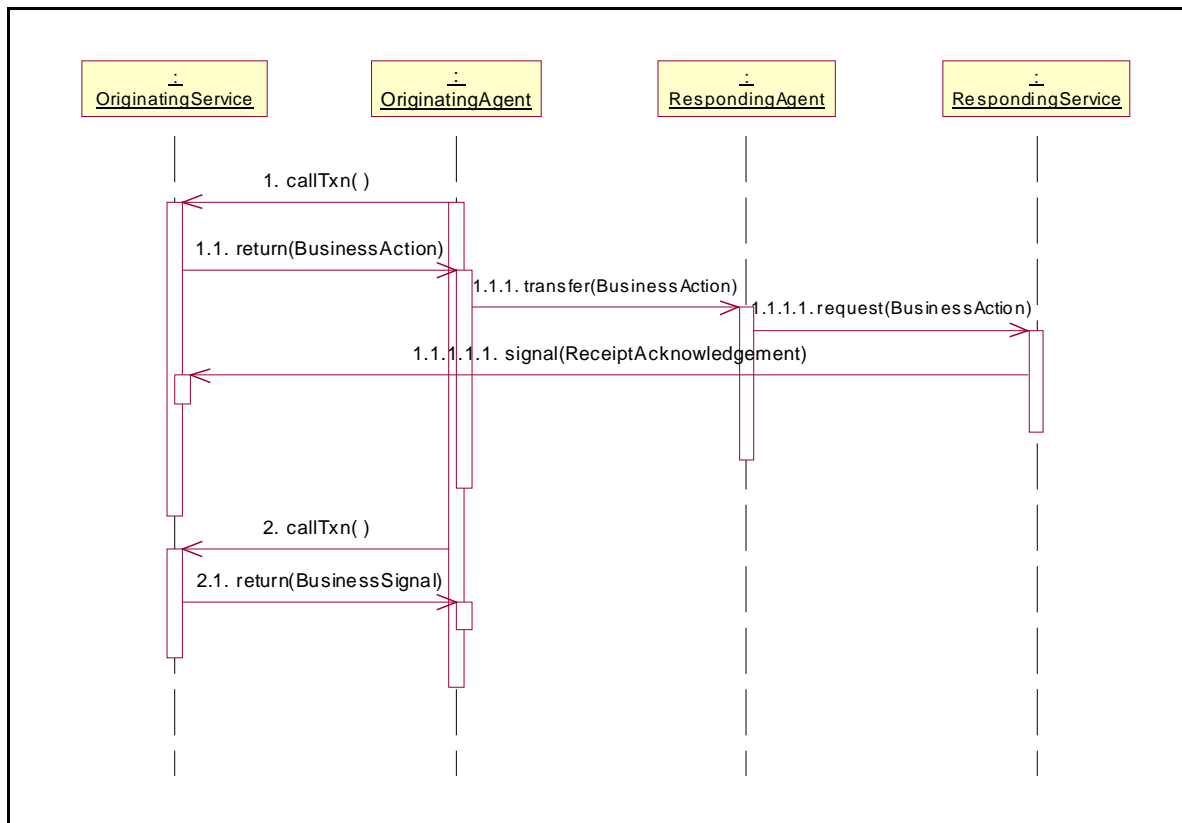 :
OriginatingService
:
OriginatingAgent
:
RespondingAgent
:
RespondingService
1. callTxn( )
1.1. return(BusinessAction)
1.1.1. transfer(BusinessAction)
1.1.1.1. request(BusinessAction)
1.1.1.1.1. signal(ReceiptAcknowledgement)
2. callTxn( )
2.1. return(BusinessSignal)